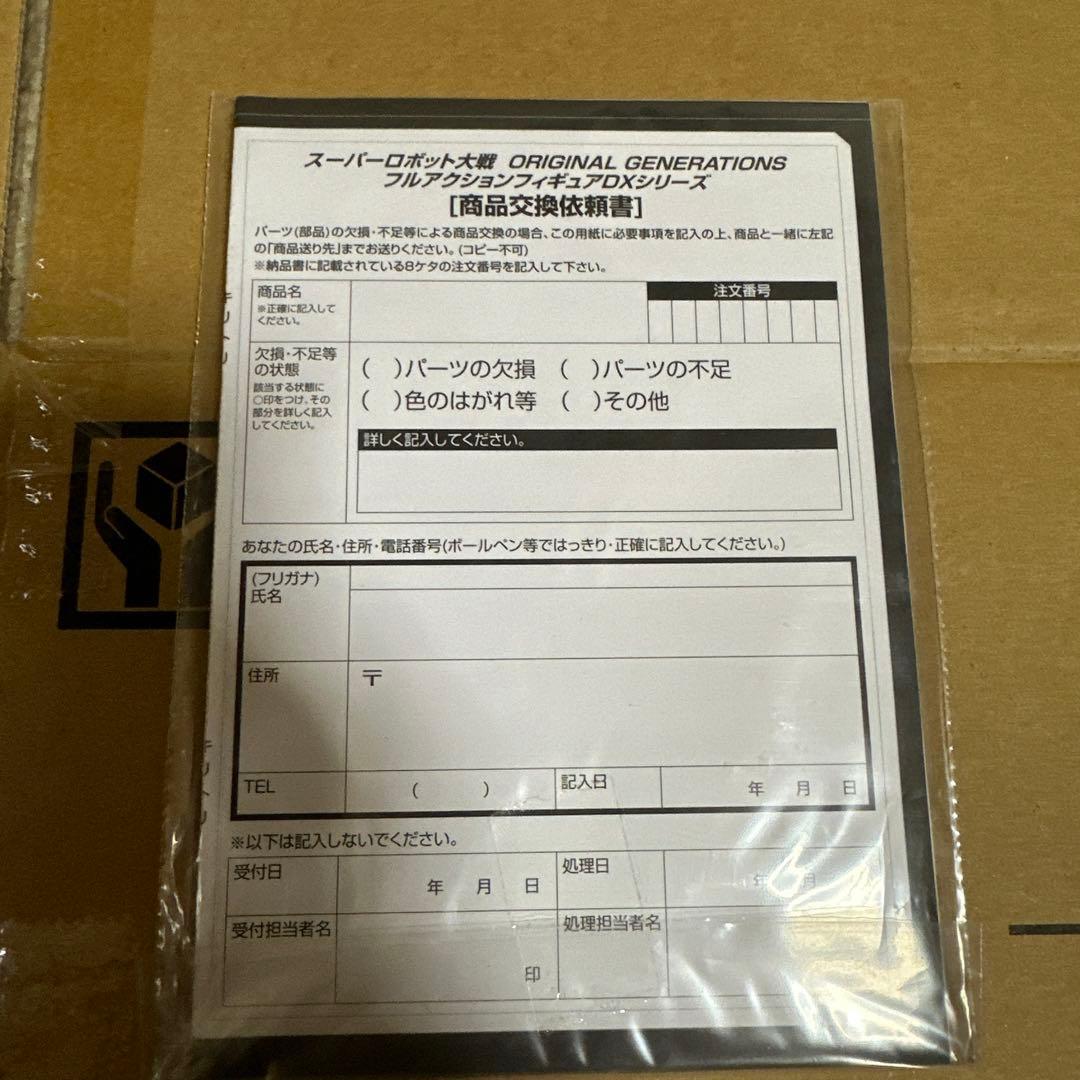 スーパーロボット大戦 ORIGINAL GENERATIONS
フルアクションフィギュアDXシリーズ
[商品交換依頼書]
パーツ(部品)の欠損・不足等による商品交換の場合、この用紙に必要事項を記入の上、商品と一緒に左記
の「商品送り先」までお送りください。(コピー不可)
※納品書に記載されている8ケタの注文番号を記入して下さい。
商品名
※正確に記入して
ください。
注文番号
欠損・不足等
の状態
該当する状態に
○印をつけ、その
部分を詳しく記入
してください。
( )パーツの欠損 ( )パーツの不足
( )色のはがれ等 ( )その他
詳しく記入してください。
あなたの氏名・住所・電話番号(ボールペン等ではっきり・正確に記入してください。)
(フリガナ)
氏名
住所
〒
TEL
( )
記入日
年 月 日
※以下は記入しないでください。
受付日
年 月 日
処理日
年 月
受付担当者名
印
処理担当者名
キリトリ
キリトリ